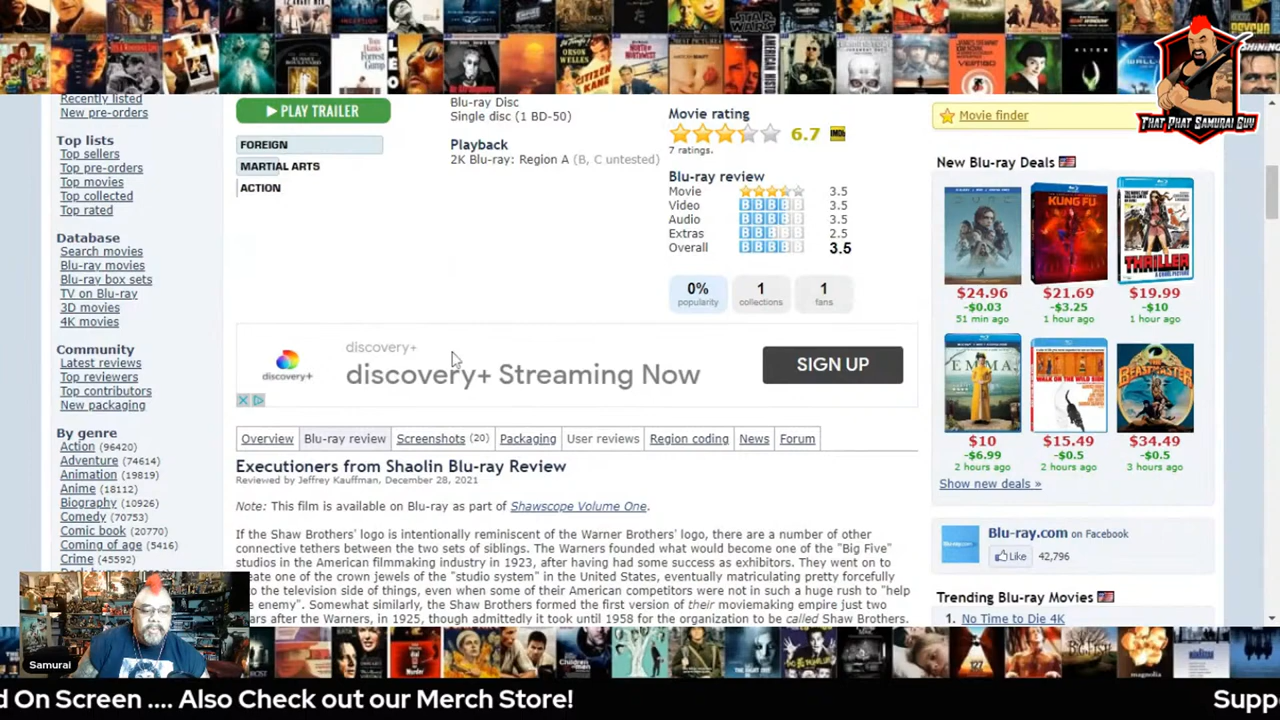 THAT PHAT SAMURAI GUY
Recently listed
New pre-orders
Top lists
Top sellers
Top pre-orders
Top movies
Top collected
Top rated
Database
Search movies
Blu-ray movies
Blu-ray box sets
TV on Blu-ray
3D movies
4K movies
Community
Latest reviews
Top reviewers
Top contributors
New packaging
By genre
Action (96420)
Adventure (74614)
Animation (19819)
Anime (18112)
Biography (10926)
Comedy (70753)
Comic book (20770)
Coming of age (5416)
Crime (45592)
PLAY TRAILER
FOREIGN
MARTIAL ARTS
ACTION
Blu-ray Disc
Single disc (1 BD-50)
Playback
2K Blu-ray: Region A (B, C untested)
Movie rating
6.7
7 ratings.
Blu-ray review
Movie 3.5
Video 3.5
Audio 3.5
Extras 2.5
Overall 3.5
0% 1 1
popularity collections fans
discovery+
discovery+ Streaming Now
SIGN UP
Overview Blu-ray review Screenshots (20) Packaging User reviews Region coding News Forum
Executioners from Shaolin Blu-ray Review
Reviewed by Jeffrey Kauffman, December 28, 2021
Note: This film is available on Blu-ray as part of Shawscope Volume One.
If the Shaw Brothers' logo is intentionally reminiscent of the Warner Brothers' logo, there are a number of other
connective tethers between the two sets of siblings. The Warners founded what would become one of the "Big Five"
studios in the American filmmaking industry in 1923, after having had some success as exhibitors. They went on to
eate one of the crown jewels of the "studio system" in the United States, eventually matriculating pretty forcefully
o the television side of things, even when some of their American competitors were not in such a huge rush to "help
e enemy". Somewhat similarly, the Shaw Brothers formed the first version of their moviemaking empire just two
ars after the Warners, in 1925, though admittedly it took until 1958 for the organization to be called Shaw Brothers.
Movie finder
New Blu-ray Deals
KUNG FU
THRILLER
$24.96 $21.69 $19.99
-$0.03 -$3.25 -$10
51 min ago 1 hour ago 1 hour ago
EMMA.
WALK ON THE WILD SIDE
BEASTMASTER
$10 $15.49 $34.49
-$6.99 -$0.5 -$0.5
2 hours ago 2 hours ago 3 hours ago
Show new deals »
Blu-ray.com on Facebook
Like 42,796
Trending Blu-ray Movies
1. No Time to Die 4K
Samurai
d On Screen .... Also Check out our Merch Store! Supp